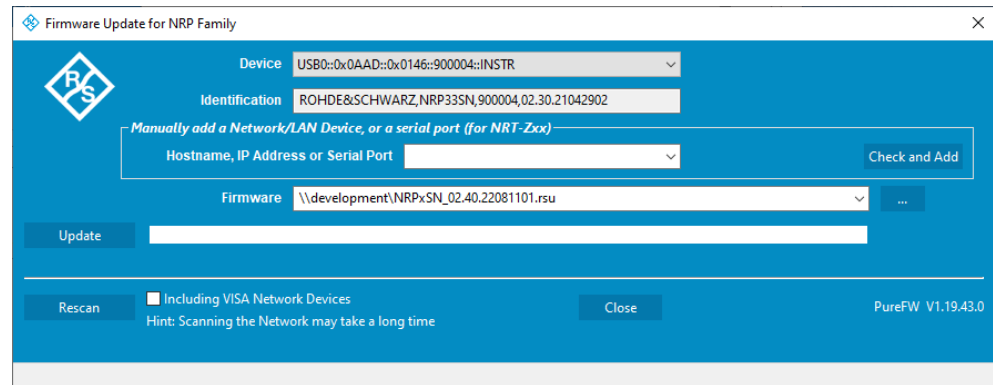 Firmware Update for NRP Family
R&S
Device USB0::0x0AAD::0x0146::900004::INSTR
Identification ROHDE&SCHWARZ,NRP33SN,900004,02.30.21042902
Manually add a Network/LAN Device, or a serial port (for NRT-Zxx)
Hostname, IP Address or Serial Port Check and Add
Firmware \\development\NRPxSN_02.40.22081101.rsu ...
Update
Rescan Including VISA Network Devices Close PureFW V1.19.43.0
Hint: Scanning the Network may take a long time